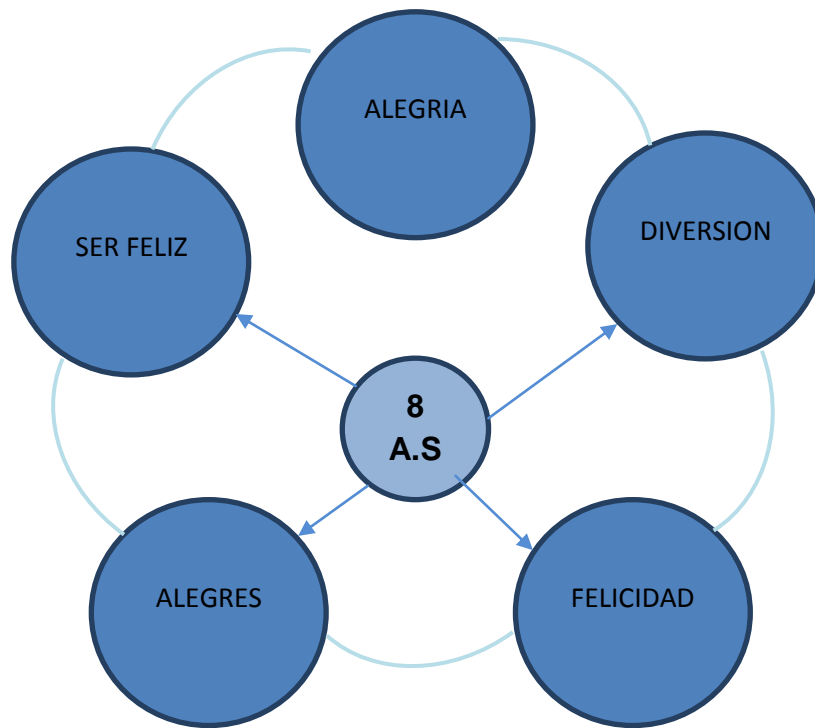 ALEGRIA
SER FELIZ
DIVERSION
8
A.S
ALEGRES
FELICIDAD